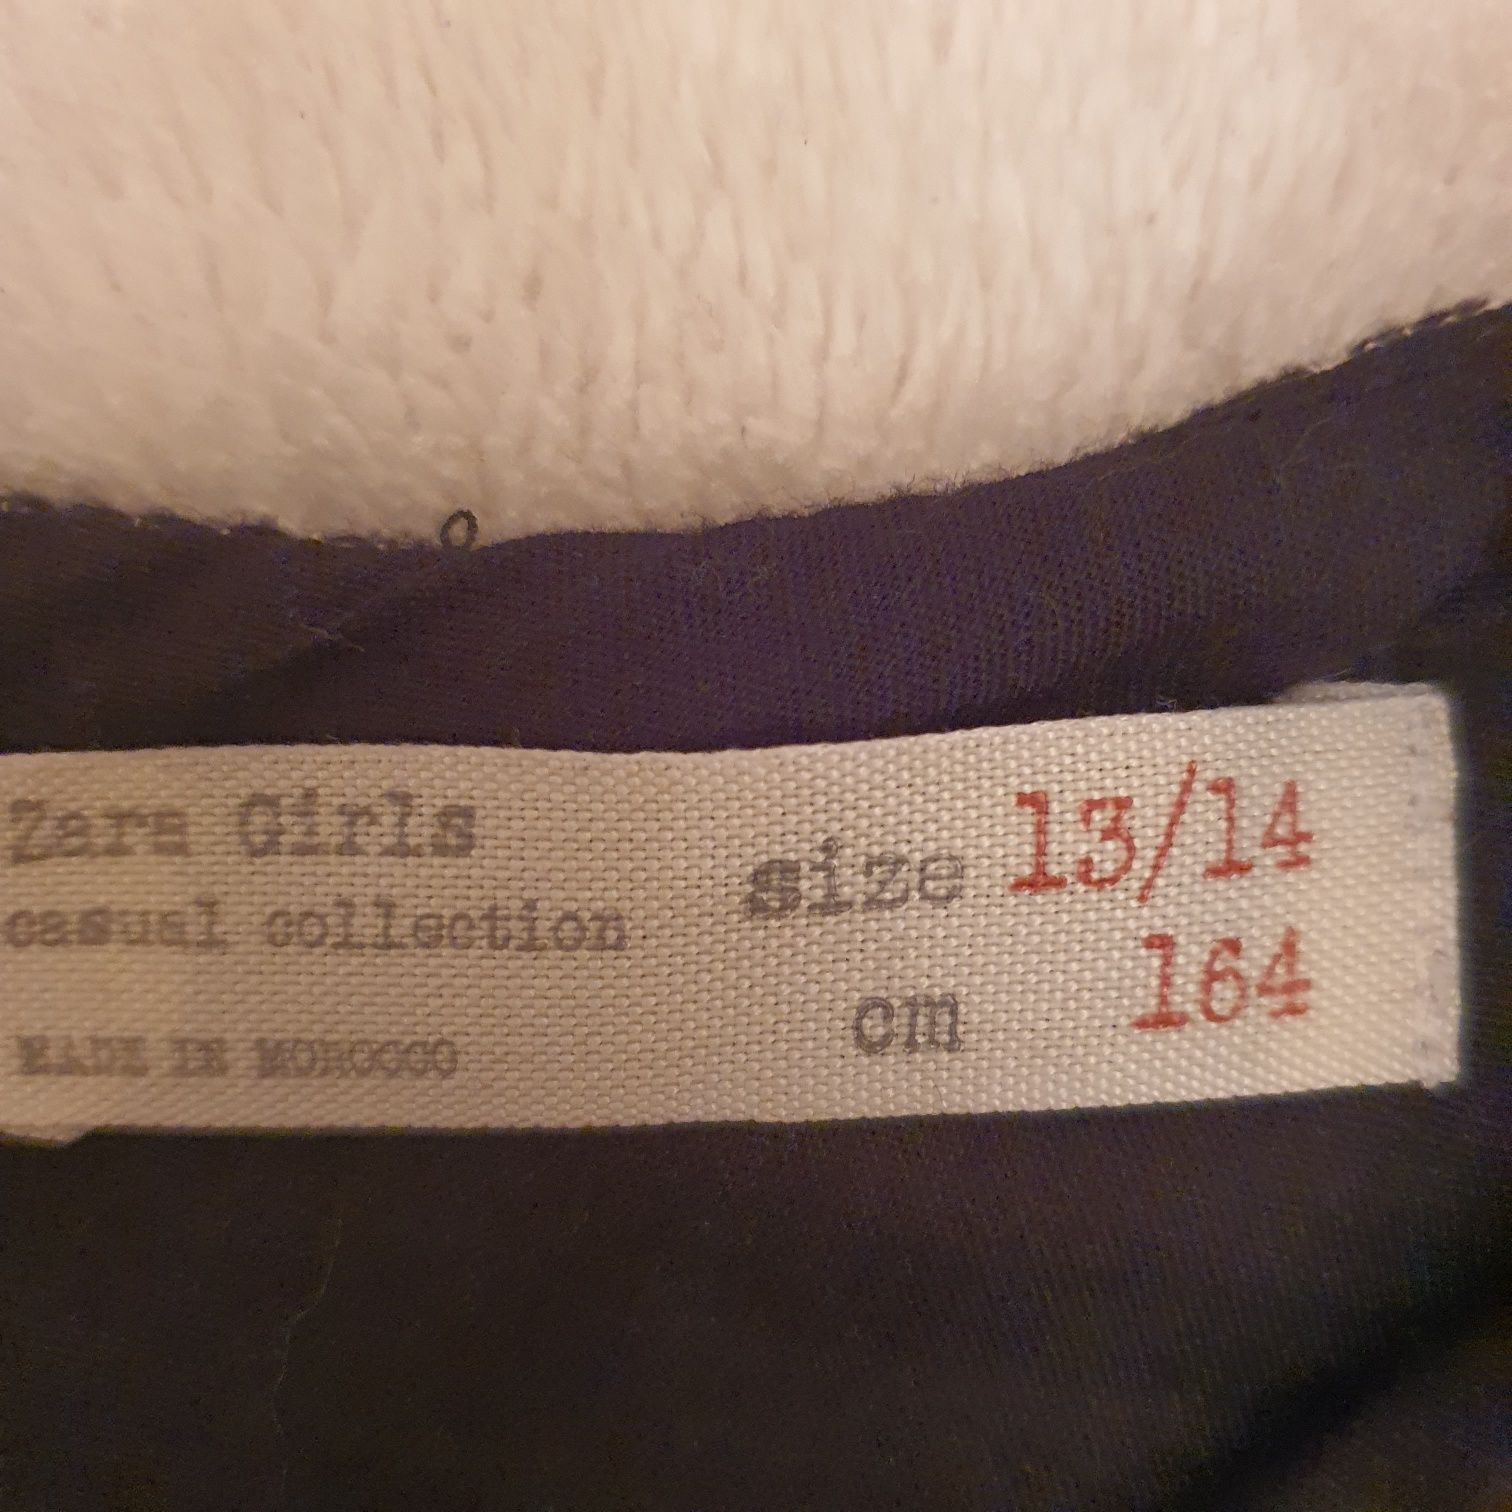 Zara Girls
casual collection
MADE IN MOROCCO
size 13/14
cm 164